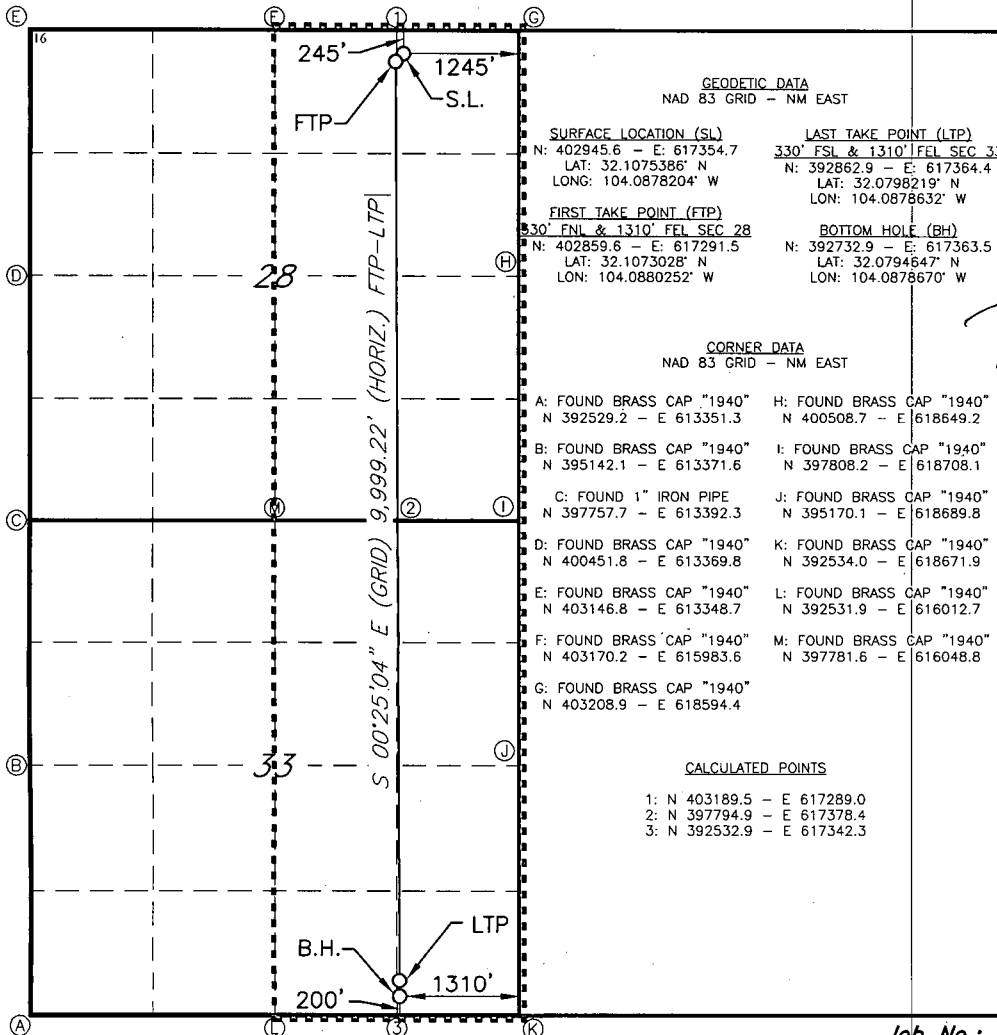 E
F
1
G
16
245'
1245'
S.L.
FTP
D
28
H
S 00°25'04" E (GRID) 9,999.22' (HORIZ.) FTP-LTP
C
M
2
I
B
33
J
LTP
B.H.
1310'
200'
A
L
3
K
GEODETIC DATA
NAD 83 GRID - NM EAST
SURFACE LOCATION (SL)
N: 402945.6 - E: 617354.7
LAT: 32.1075386° N
LONG: 104.0878204° W
FIRST TAKE POINT (FTP)
330' FNL & 1310' FEL SEC 28
N: 402859.6 - E: 617291.5
LAT: 32.1073028° N
LON: 104.0880252° W
LAST TAKE POINT (LTP)
330' FSL & 1310' FEL SEC 33
N: 392862.9 - E: 617364.4
LAT: 32.0798219° N
LON: 104.0878632° W
BOTTOM HOLE (BH)
N: 392732.9 - E: 617363.5
LAT: 32.0794647° N
LON: 104.0878670° W
CORNER DATA
NAD 83 GRID - NM EAST
A: FOUND BRASS CAP "1940"
N 392529.2 - E 613351.3
B: FOUND BRASS CAP "1940"
N 395142.1 - E 613371.6
C: FOUND 1" IRON PIPE
N 397757.7 - E 613392.3
D: FOUND BRASS CAP "1940"
N 400451.8 - E 613369.8
E: FOUND BRASS CAP "1940"
N 403146.8 - E 613348.7
F: FOUND BRASS CAP "1940"
N 403170.2 - E 615983.6
G: FOUND BRASS CAP "1940"
N 403208.9 - E 618594.4
H: FOUND BRASS CAP "1940"
N 400508.7 - E 618649.2
I: FOUND BRASS CAP "1940"
N 397808.2 - E 618708.1
J: FOUND BRASS CAP "1940"
N 395170.1 - E 618689.8
K: FOUND BRASS CAP "1940"
N 392534.0 - E 618671.9
L: FOUND BRASS CAP "1940"
N 392531.9 - E 616012.7
M: FOUND BRASS CAP "1940"
N 397781.6 - E 616048.8
CALCULATED POINTS
1: N 403189.5 - E 617289.0
2: N 397794.9 - E 617378.4
3: N 392532.9 - E 617342.3
Job No.: